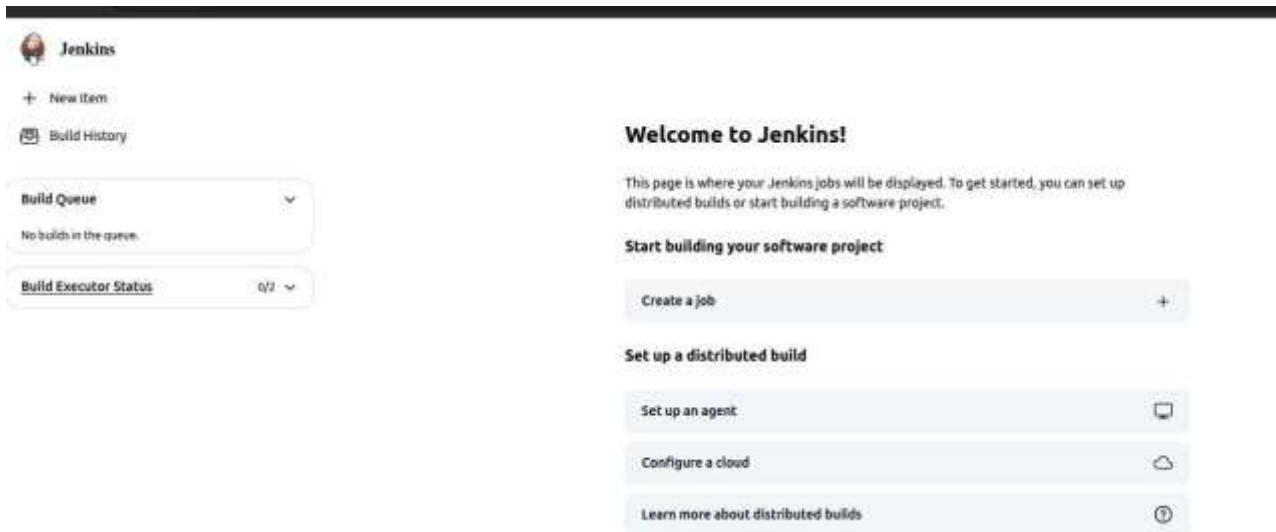 Jenkins
New Item
Build History
Build Queue
No builds in the queue.
Build Executor Status
0/2
Welcome to Jenkins!
This page is where your Jenkins jobs will be displayed. To get started, you can set up
distributed builds or start building a software project.
Start building your software project
Create a job
Set up a distributed build
Set up an agent
Configure a cloud
Learn more about distributed builds